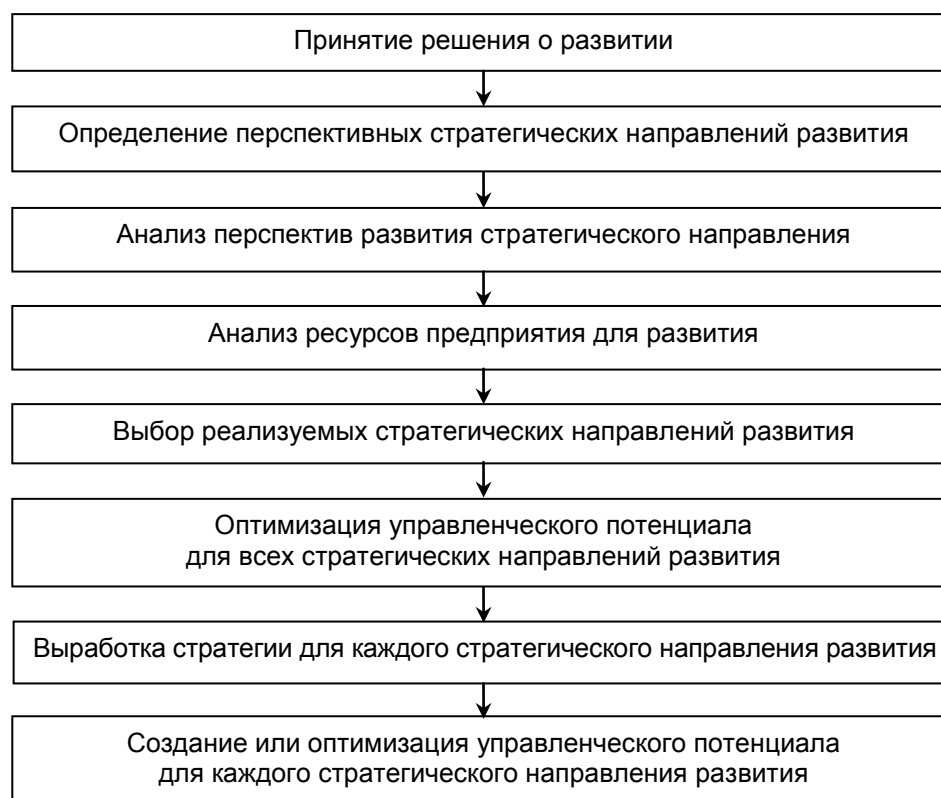 Принятие решения о развитии
Определение перспективных стратегических направлений развития
Анализ перспектив развития стратегического направления
Анализ ресурсов предприятия для развития
Выбор реализуемых стратегических направлений развития
Оптимизация управленческого потенциала
для всех стратегических направлений развития
Выработка стратегии для каждого стратегического направления развития
Создание или оптимизация управленческого потенциала
для каждого стратегического направления развития